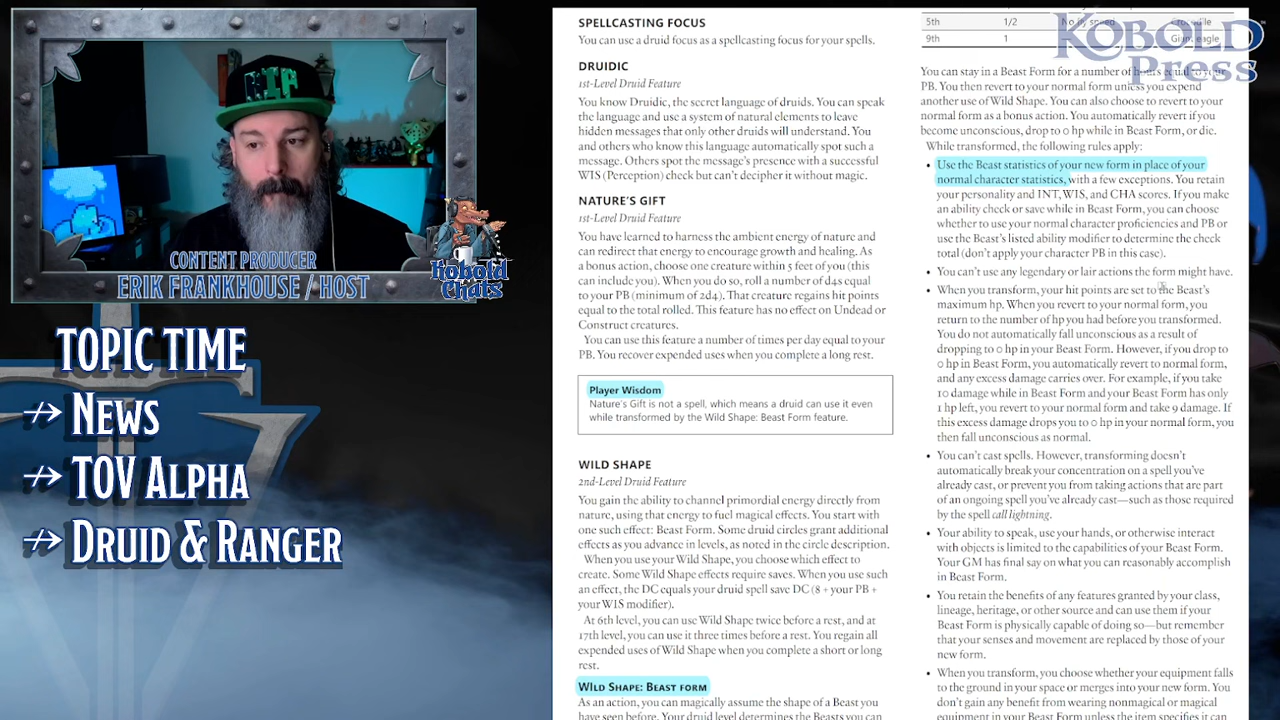 CONTENT PRODUCER
ERIK FRANKHOUSE / HOST
Kobold
Chats
TOPIC TIME
News
TOV Alpha
Druid & Ranger
SPELLCASTING FOCUS
You can use a druid focus as a spellcasting focus for your spells.
DRUIDIC
1st-Level Druid Feature
You know Druidic, the secret language of druids. You can speak
the language and use a system of natural elements to leave
hidden messages that only other druids will understand. You
and others who know this language automatically spot such a
message. Others spot the message's presence with a successful
WIS (Perception) check but can't decipher it without magic.
NATURE'S GIFT
1st-Level Druid Feature
You have learned to harness the ambient energy of nature and
can redirect that energy to encourage growth and healing. As
a bonus action, choose one creature within 5 feet of you (this
can include you). When you do so, roll a number of d4s equal
to your PB (minimum of 2d4). That creature regains hit points
equal to the total rolled. This feature has no effect on Undead or
Construct creatures.
You can use this feature a number of times per day equal to your
PB. You recover expended uses when you complete a long rest.
Player Wisdom
Nature's Gift is not a spell, which means a druid can use it even
while transformed by the Wild Shape: Beast Form feature.
WILD SHAPE
2nd-Level Druid Feature
You gain the ability to channel primordial energy directly from
nature, using that energy to fuel magical effects. You start with
one such effect: Beast Form. Some druid circles grant additional
effects as you advance in levels, as noted in the circle description.
When you use your Wild Shape, you choose which effect to
create. Some Wild Shape effects require saves. When you use such
an effect, the DC equals your druid spell save DC (8 + your PB +
your WIS modifier).
At 6th level, you can use Wild Shape twice before a rest, and at
17th level, you can use it three times before a rest. You regain all
expended uses of Wild Shape when you complete a short or long
rest.
Wild Shape: Beast form
As an action, you can magically assume the shape of a Beast you
have seen before. Your druid level determines the Beasts you can
5th 1/2 No fly speed Crocodile
9th 1 Giant eagle
Kobold
Press
You can stay in a Beast Form for a number of hours equal to your
PB. You then revert to your normal form unless you expend
another use of Wild Shape. You can also choose to revert to your
normal form as a bonus action. You automatically revert if you
become unconscious, drop to 0 hp while in Beast Form, or die.
While transformed, the following rules apply:
• Use the Beast statistics of your new form in place of your
normal character statistics, with a few exceptions. You retain
your personality and INT, WIS, and CHA scores. If you make
an ability check or save while in Beast Form, you can choose
whether to use your normal character proficiencies and PB or
use the Beast's listed ability modifier to determine the check
total (don't apply your character PB in this case).
• You can't use any legendary or lair actions the form might have.
• When you transform, your hit points are set to the Beast's
maximum hp. When you revert to your normal form, you
return to the number of hp you had before you transformed.
You do not automatically fall unconscious as a result of
dropping to 0 hp in your Beast Form. However, if you drop to
0 hp in Beast Form, you automatically revert to normal form,
and any excess damage carries over. For example, if you take
10 damage while in Beast Form and your Beast Form has only
1 hp left, you revert to your normal form and take 9 damage. If
this excess damage drops you to 0 hp in your normal form, you
then fall unconscious as normal.
• You can't cast spells. However, transforming doesn't
automatically break your concentration on a spell you've
already cast, or prevent you from taking actions that are part
of an ongoing spell you've already cast—such as those required
by the spell call lightning.
• Your ability to speak, use your hands, or otherwise interact
with objects is limited to the capabilities of your Beast Form.
Your GM has final say on what you can reasonably accomplish
in Beast Form.
• You retain the benefits of any features granted by your class,
lineage, heritage, or other source and can use them if your
Beast Form is physically capable of doing so—but remember
that your senses and movement are replaced by those of your
new form.
• When you transform, you choose whether your equipment falls
to the ground in your space or merges into your new form. You
don't gain any benefit from wearing nonmagical or magical
equipment in your Beast Form unless the item specifies it can